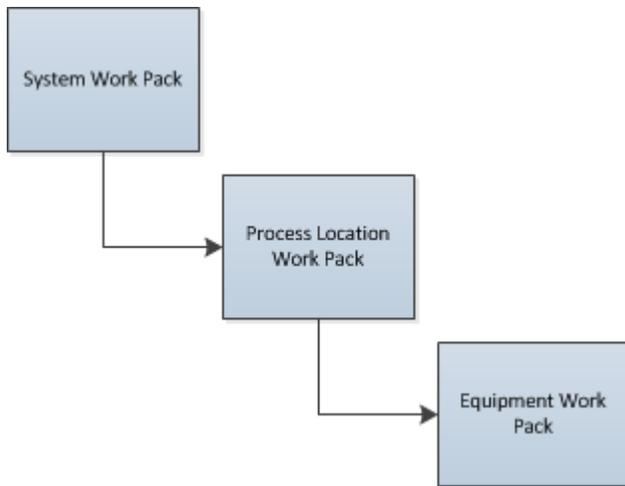 System Work Pack
Process Location
Work Pack
Equipment Work
Pack